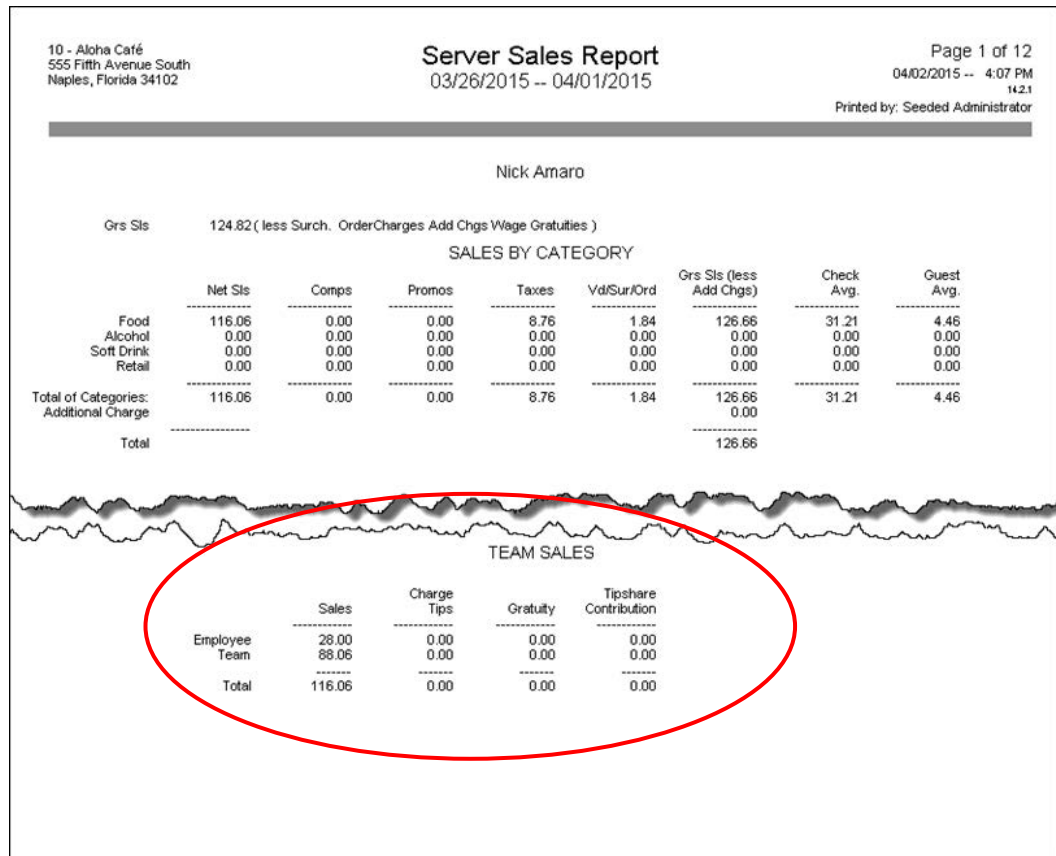 10 - Aloha Café
555 Fifth Avenue South
Naples, Florida 34102
Server Sales Report
03/26/2015 -- 04/01/2015
Page 1 of 12
04/02/2015 -- 4:07 PM
14.2.1
Printed by: Seeded Administrator
Nick Amaro
Grs Sls 124.82 ( less Surch. OrderCharges Add Chgs Wage Gratuities )
SALES BY CATEGORY
Net Sls Comps Promos Taxes Vd/Sur/Ord Grs Sls (less Add Chgs) Check Avg. Guest Avg.
Food 116.06 0.00 0.00 8.76 1.84 126.66 31.21 4.46
Alcohol 0.00 0.00 0.00 0.00 0.00 0.00 0.00 0.00
Soft Drink 0.00 0.00 0.00 0.00 0.00 0.00 0.00 0.00
Retail 0.00 0.00 0.00 0.00 0.00 0.00 0.00 0.00
Total of Categories: 116.06 0.00 0.00 8.76 1.84 126.66 31.21 4.46
Additional Charge 0.00
Total 126.66
TEAM SALES
Sales Charge Tips Gratuity Tipshare Contribution
Employee 28.00 0.00 0.00 0.00
Team 88.06 0.00 0.00 0.00
Total 116.06 0.00 0.00 0.00